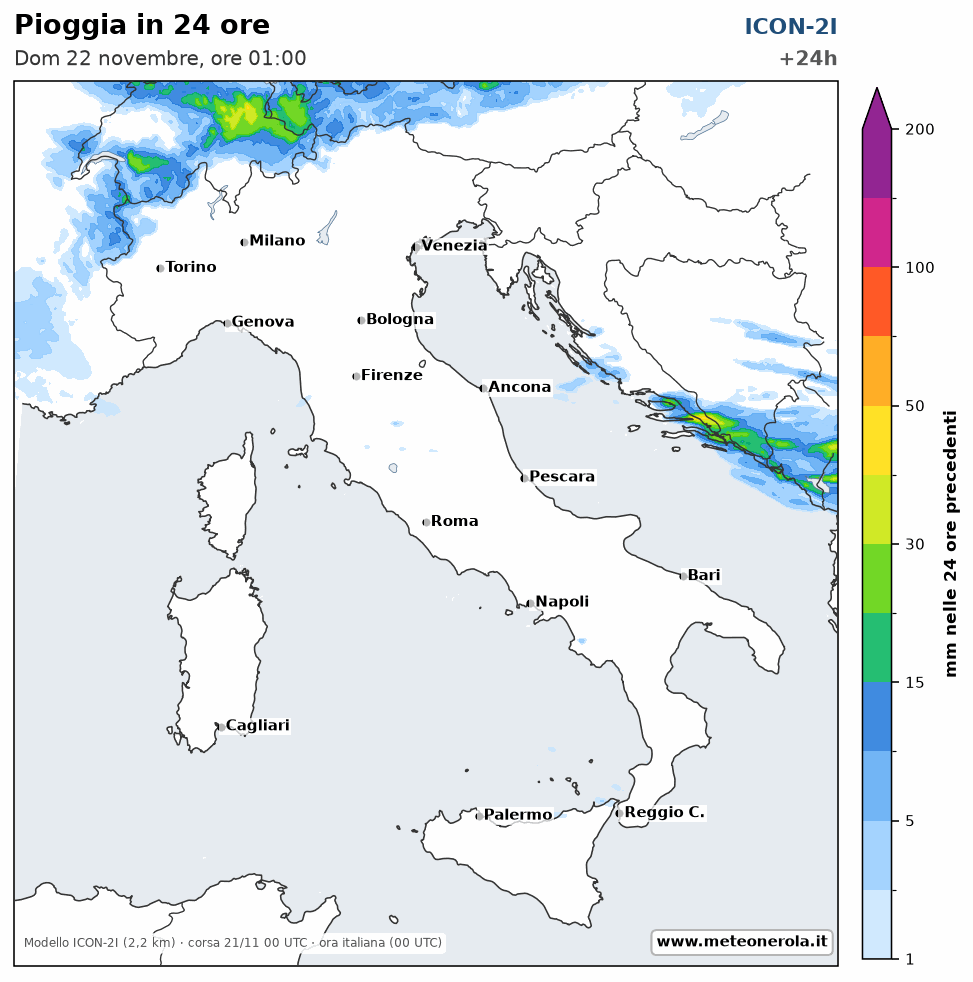 Pioggia in 24 ore
ICON-2I
Dom 22 novembre, ore 01:00
+24h
200
100
50
30
15
5
1
mm nelle 24 ore precedenti
Milano
Venezia
Torino
Genova
Bologna
Firenze
Ancona
Pescara
Roma
Bari
Napoli
Cagliari
Palermo
Reggio C.
Modello ICON-2I (2,2 km) · corsa 21/11 00 UTC · ora italiana (00 UTC)
www.meteonerola.it